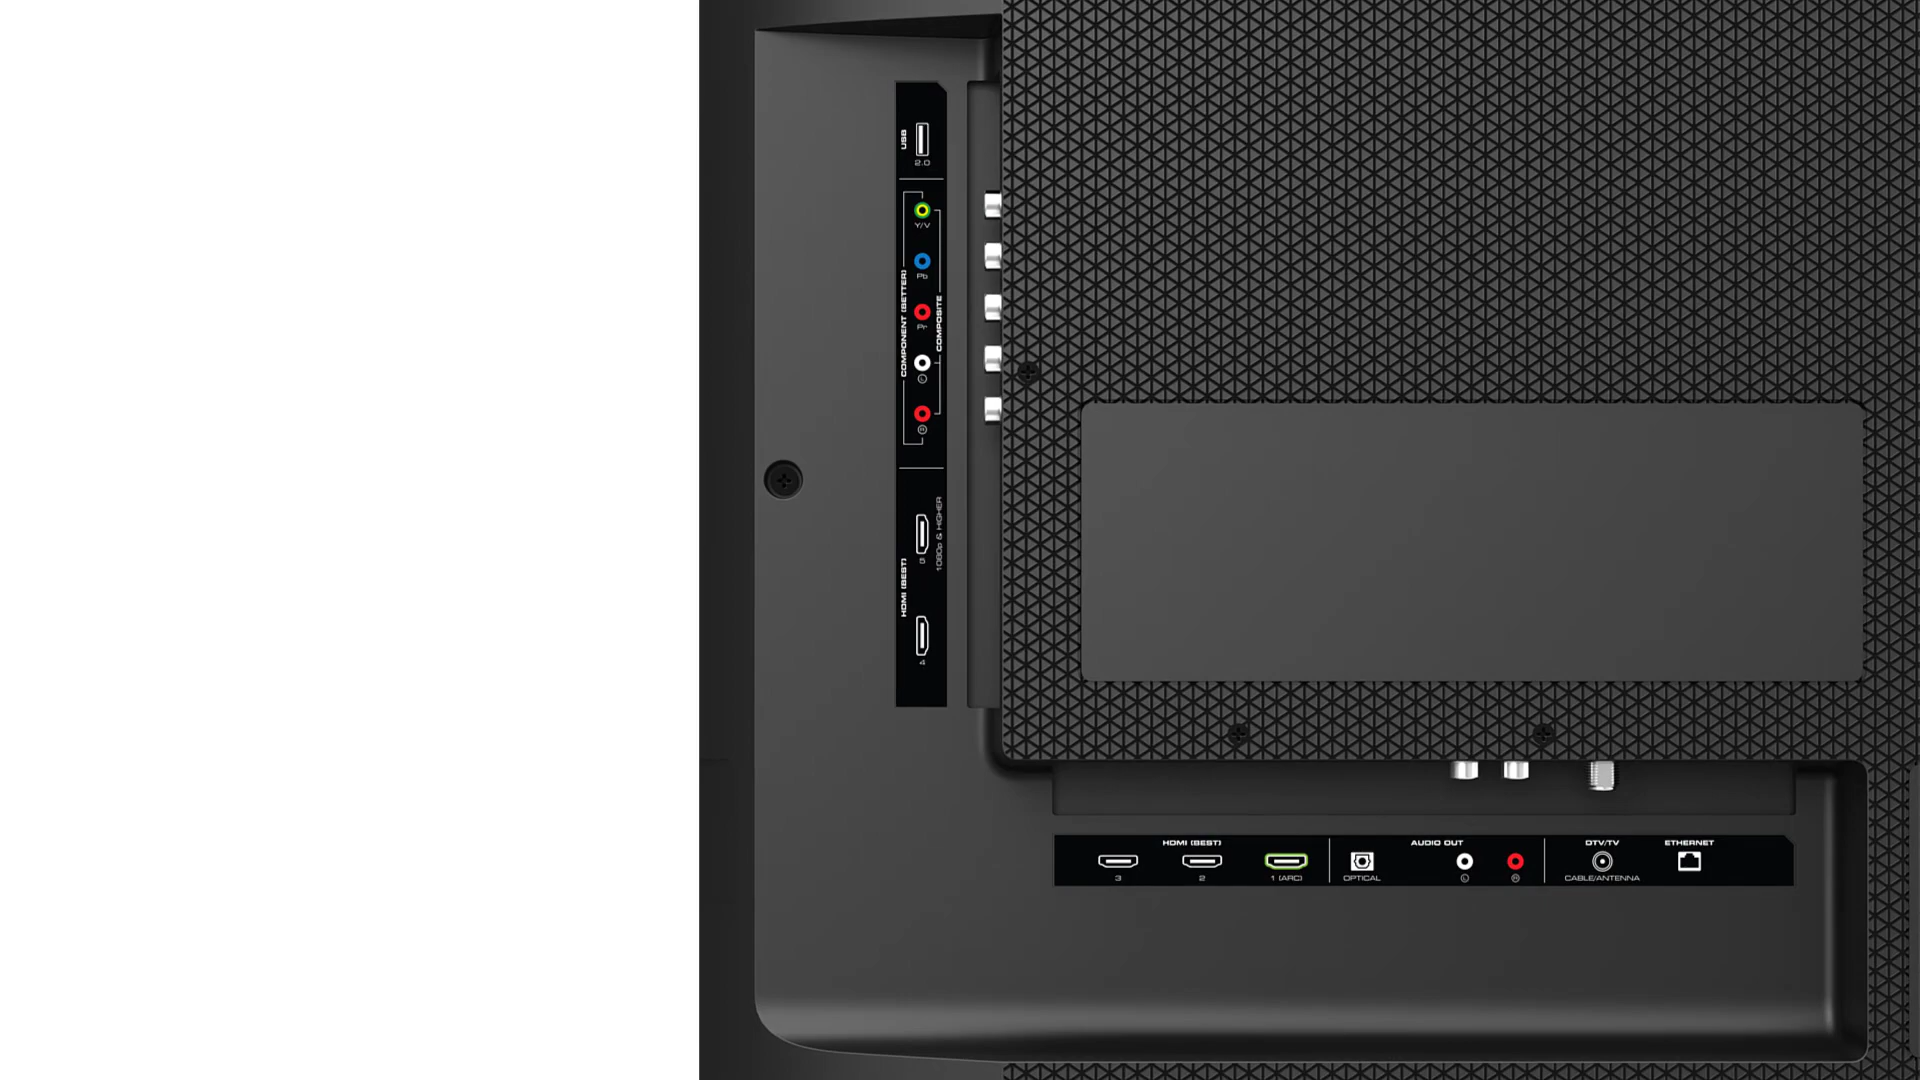 USB
2.0
Y/V
Pb
Pr
L
R
COMPONENT (BETTER)
COMPOSITE
HDMI (BEST)
1080p & HIGHER
4
HDMI (BEST)
3
2
1 (ARC)
OPTICAL
AUDIO OUT
L
R
DTV/TV
CABLE/ANTENNA
ETHERNET